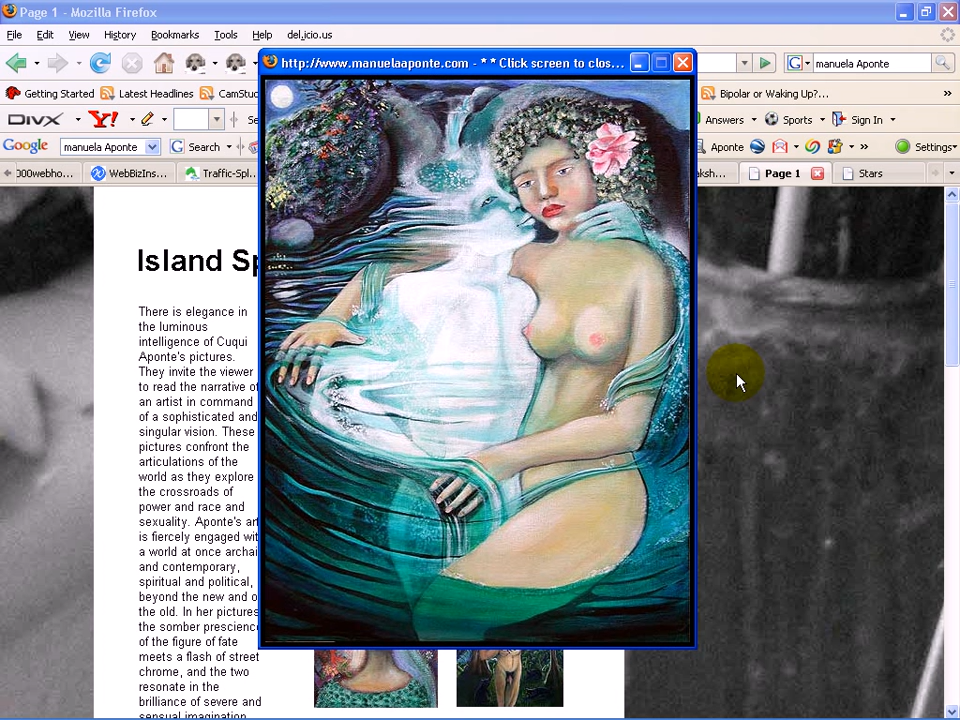 Page 1 - Mozilla Firefox
File Edit View History Bookmarks Tools Help del.icio.us
manuela Aponte
http://www.manuelaaponte.com - * * Click screen to clos...
Getting Started Latest Headlines CamStu Bipolar or Waking Up?...
DIVX Y! Answers Sports Sign In
Google manuela Aponte Search Aponte Settings
000webho... WebBizIns... Traffic-Spl... aksh... Page 1 Stars
Island Sp
There is elegance in
the luminous
intelligence of Cuqui
Aponte's pictures.
They invite the viewer
to read the narrative of
an artist in command
of a sophisticated and
singular vision. These
pictures confront the
articulations of the
world as they explore
the crossroads of
power and race and
sexuality. Aponte's art
is fiercely engaged wit
a world at once archai
and contemporary,
spiritual and political,
beyond the new and o
the old. In her pictures
the somber prescienc
of the figure of fate
meets a flash of street
chrome, and the two
resonate in the
brilliance of severe and
sensual imagination